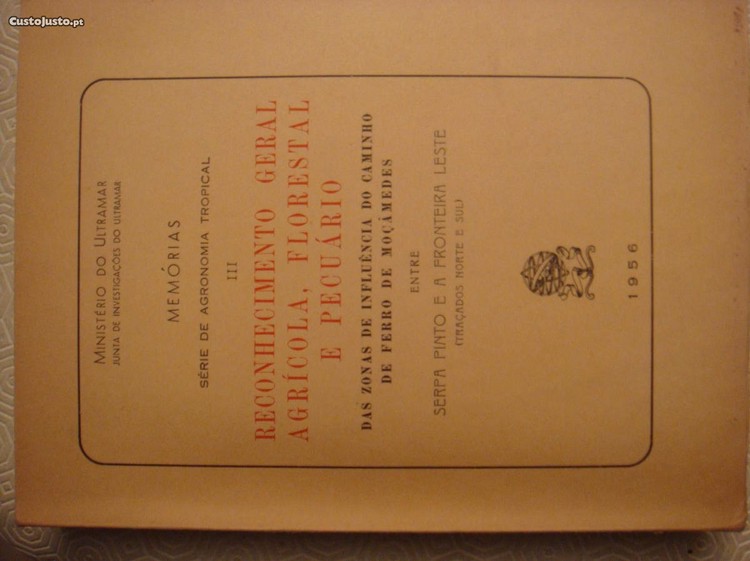 CustoJusto.pt
MINISTÉRIO DO ULTRAMAR
JUNTA DE INVESTIGAÇÕES DO ULTRAMAR
MEMÓRIAS
SÉRIE DE AGRONOMIA TROPICAL
III
RECONHECIMENTO GERAL
AGRÍCOLA, FLORESTAL
E PECUÁRIO
DAS ZONAS DE INFLUÊNCIA DO CAMINHO
DE FERRO DE MOÇÂMEDES
ENTRE
SERPA PINTO E A FRONTEIRA LESTE
(TRAÇADOS NORTE E SUL)
1956